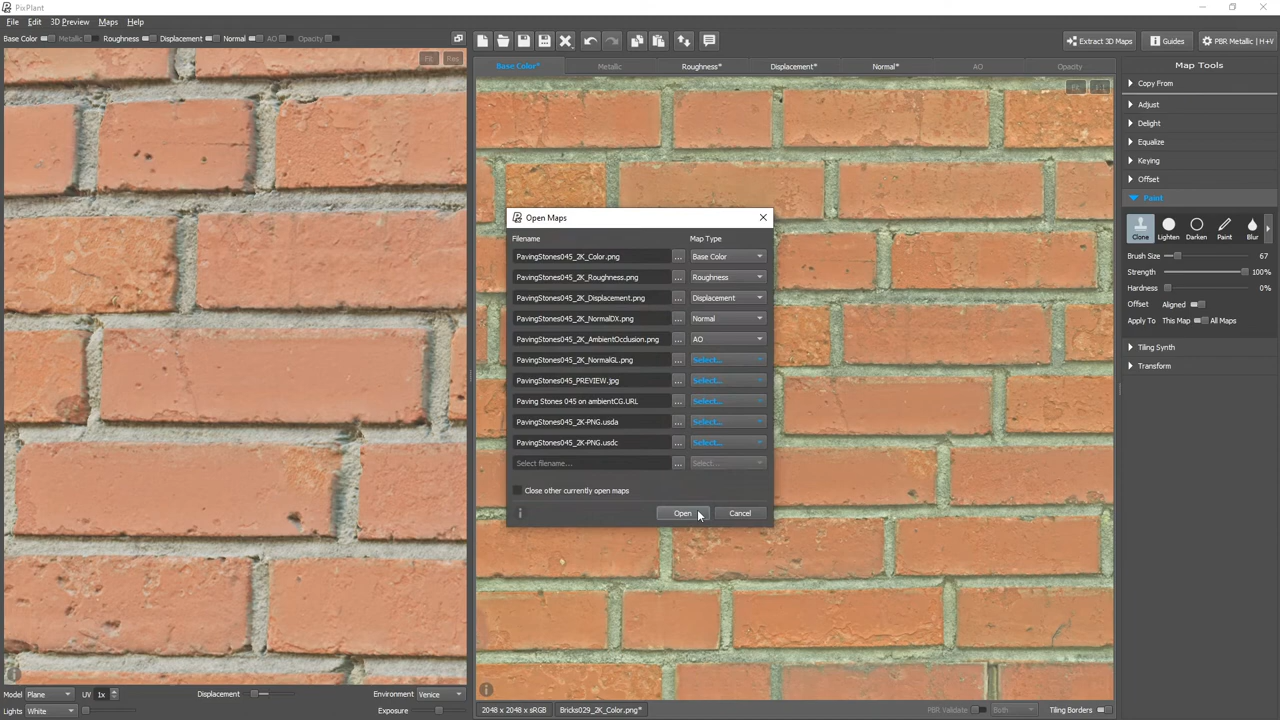 PixPlant
File Edit 3D Preview Maps Help
Base Color Metallic Roughness Displacement Normal AO Opacity
Extract 3D Maps Guides PBR Metallic | H+V
Base Color* Metallic Roughness* Displacement* Normal* AO Opacity
Map Tools
Copy From
Adjust
Delight
Equalize
Keying
Offset
Paint
Clone Lighten Darken Paint Blur
Brush Size 67
Strength 100%
Hardness 0%
Offset Aligned
Apply To This Map All Maps
Tiling Synth
Transform
Open Maps
Filename Map Type
PavingStones045_2K_Color.png ... Base Color
PavingStones045_2K_Roughness.png ... Roughness
PavingStones045_2K_Displacement.png ... Displacement
PavingStones045_2K_NormalDX.png ... Normal
PavingStones045_2K_AmbientOcclusion.png ... AO
PavingStones045_2K_NormalGL.png ... Select...
PavingStones045_PREVIEW.jpg ... Select...
Paving Stones 045 on ambientCG.URL ... Select...
PavingStones045_2K-PNG.usda ... Select...
PavingStones045_2K-PNG.usdc ... Select...
Select filename... ... Select...
Close other currently open maps
Open Cancel
Model Plane UV 1x Displacement Environment Venice
Lights White Exposure
2048 x 2048 x sRGB Bricks029_2K_Color.png* PBR Validate Both Tiling Borders